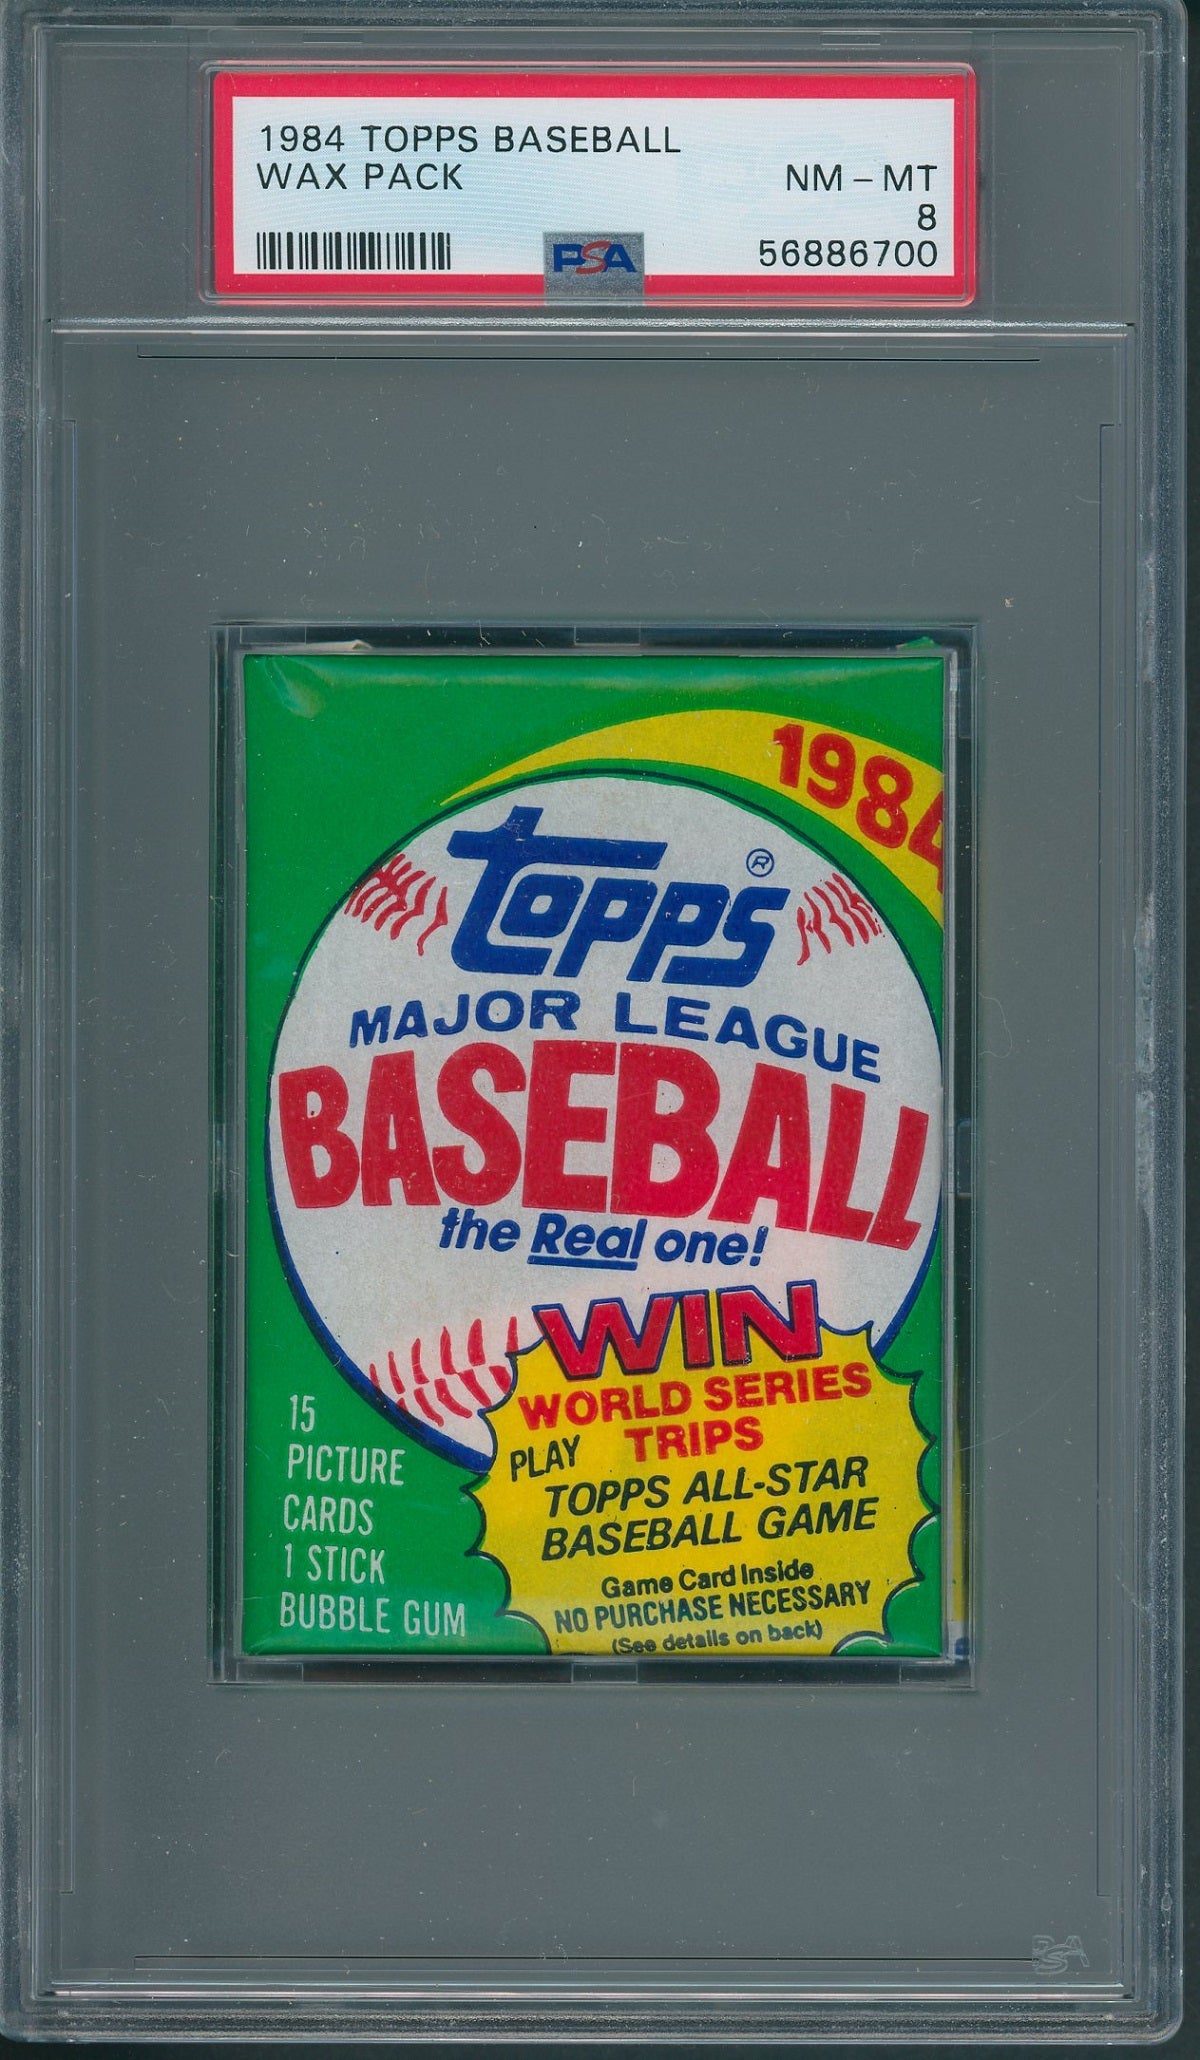 1984 TOPPS BASEBALL
WAX PACK
NM - MT
8
56886700
PSA
1984
topps®
MAJOR LEAGUE
BASEBALL
the Real one!
WIN
WORLD SERIES
TRIPS
PLAY
TOPPS ALL-STAR
BASEBALL GAME
Game Card Inside
NO PURCHASE NECESSARY
(See details on back)
15
PICTURE
CARDS
1 STICK
BUBBLE GUM
PSA